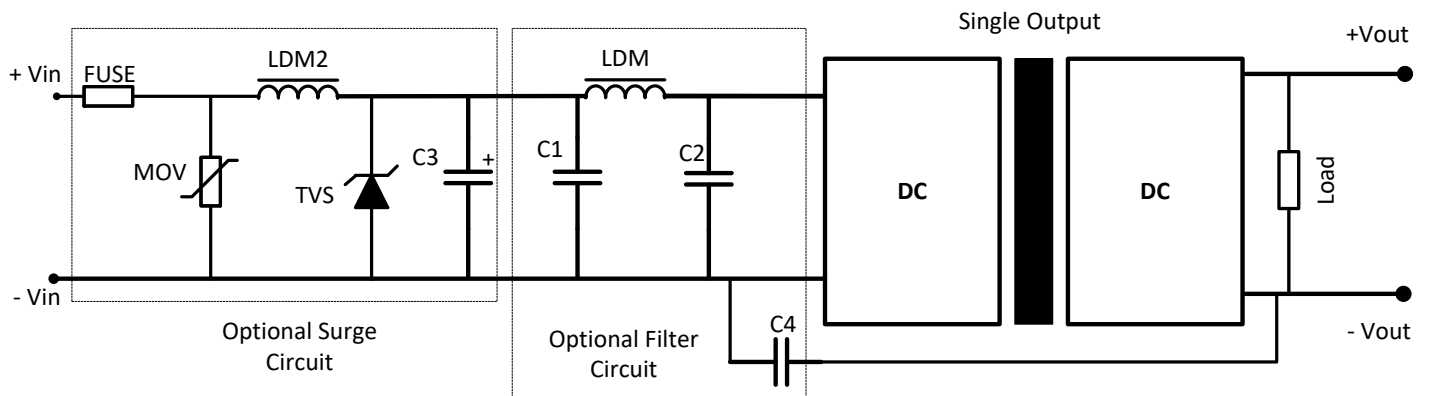 Single Output
+Vout
+ Vin
FUSE
LDM2
LDM
MOV
TVS
C3
+
C1
C2
DC
DC
Load
- Vin
- Vout
Optional Surge
Circuit
Optional Filter
Circuit
C4